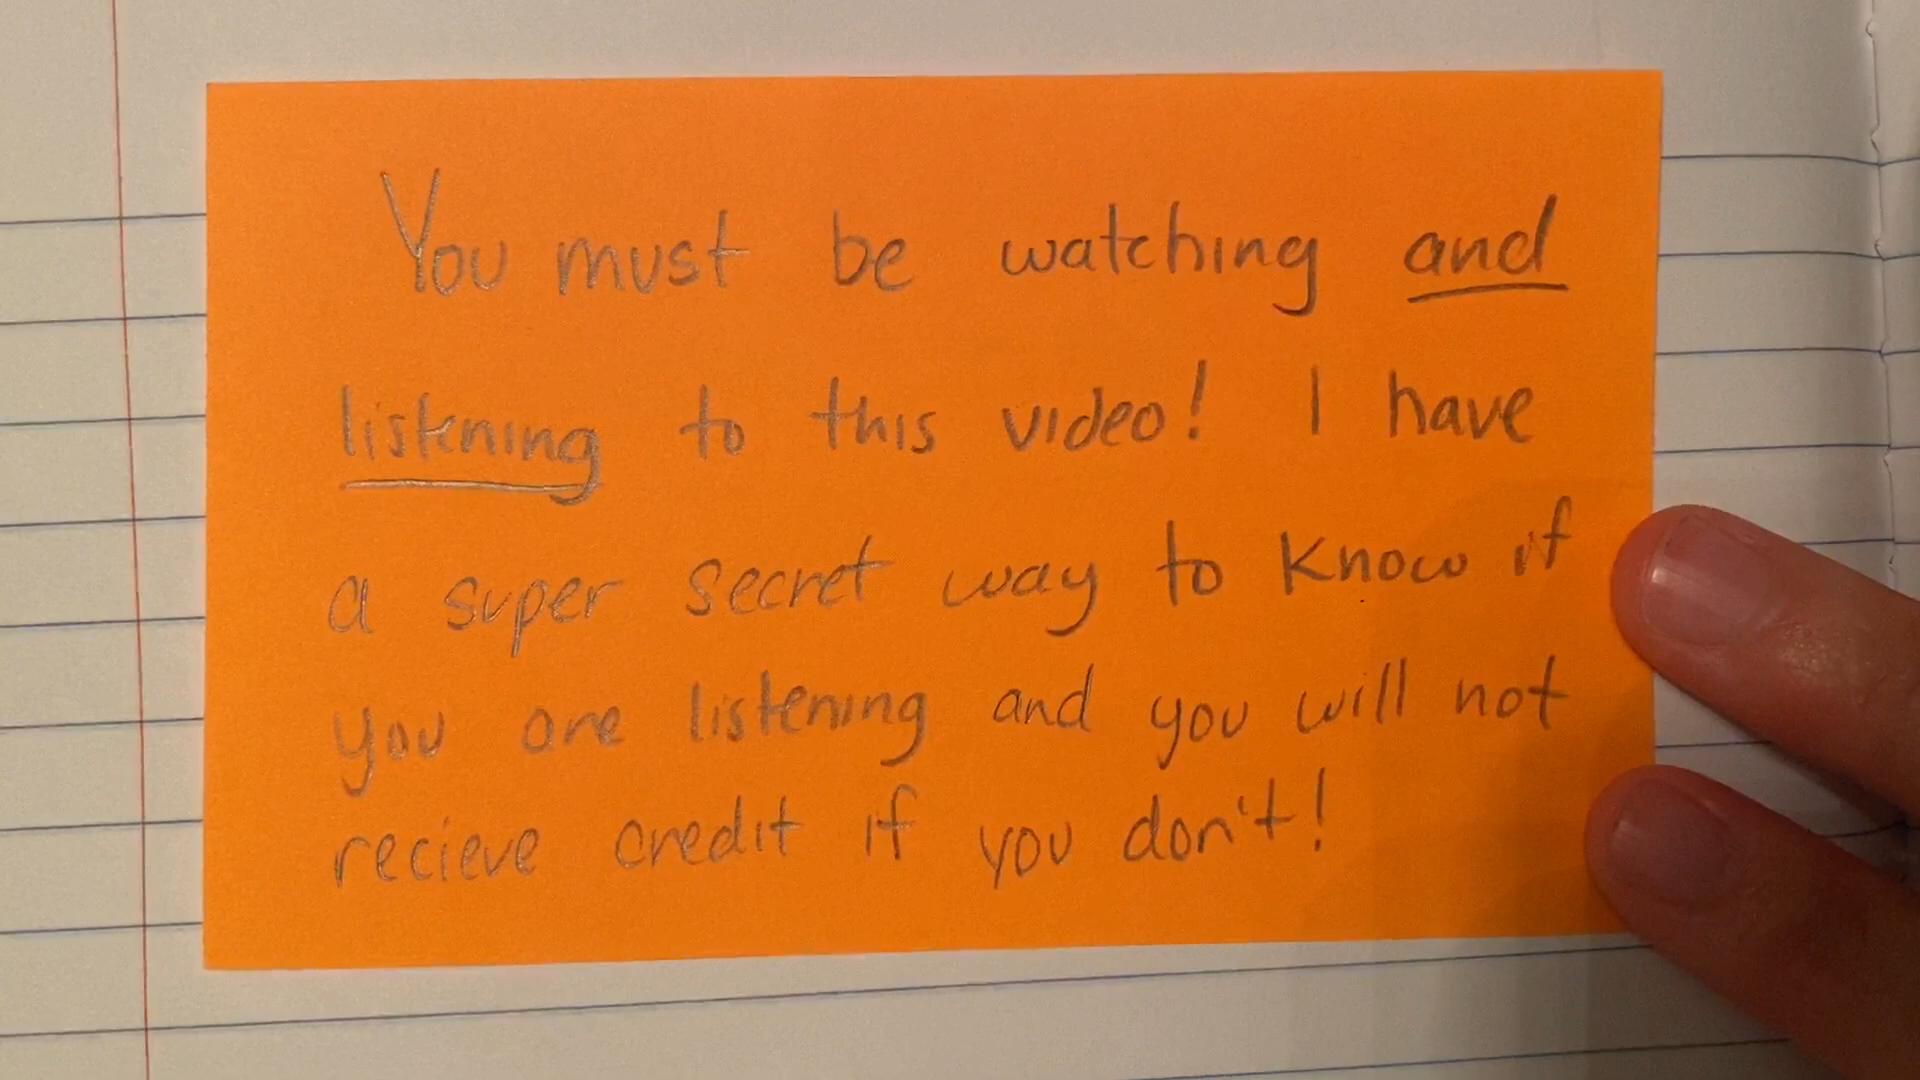 You must be watching and
listening to this video! I have
a super secret way to know if
you are listening and you will not
recieve credit if you don't!